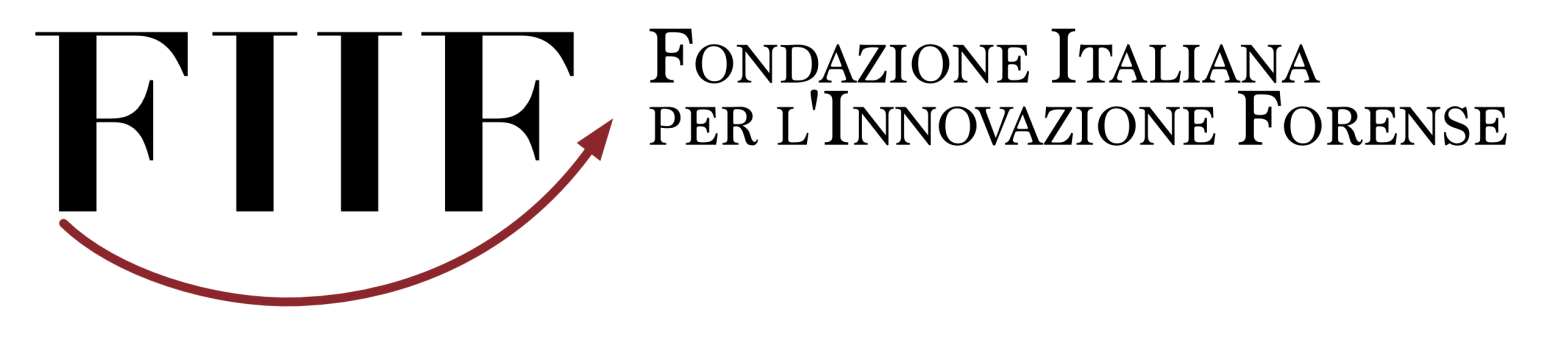 FIIF
Fondazione Italiana
per l'Innovazione Forense